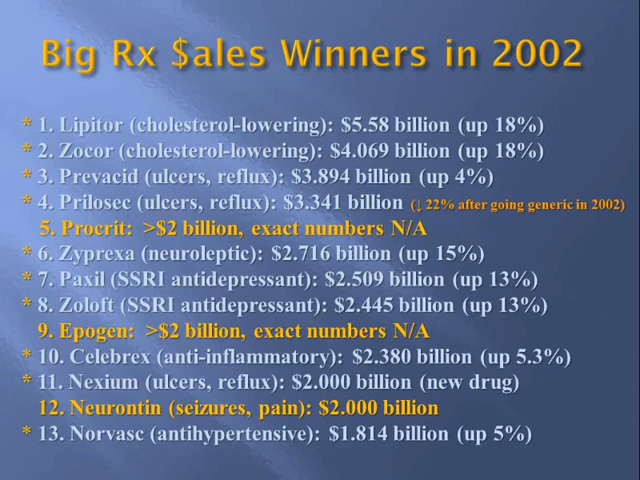 Big Rx $ales Winners in 2002
* 1. Lipitor (cholesterol-lowering): $5.58 billion (up 18%)
* 2. Zocor (cholesterol-lowering): $4.069 billion (up 18%)
* 3. Prevacid (ulcers, reflux): $3.894 billion (up 4%)
* 4. Prilosec (ulcers, reflux): $3.341 billion (↓ 22% after going generic in 2002)
5. Procrit: >$2 billion, exact numbers N/A
* 6. Zyprexa (neuroleptic): $2.716 billion (up 15%)
* 7. Paxil (SSRI antidepressant): $2.509 billion (up 13%)
* 8. Zoloft (SSRI antidepressant): $2.445 billion (up 13%)
9. Epogen: >$2 billion, exact numbers N/A
* 10. Celebrex (anti-inflammatory): $2.380 billion (up 5.3%)
* 11. Nexium (ulcers, reflux): $2.000 billion (new drug)
12. Neurontin (seizures, pain): $2.000 billion
* 13. Norvasc (antihypertensive): $1.814 billion (up 5%)